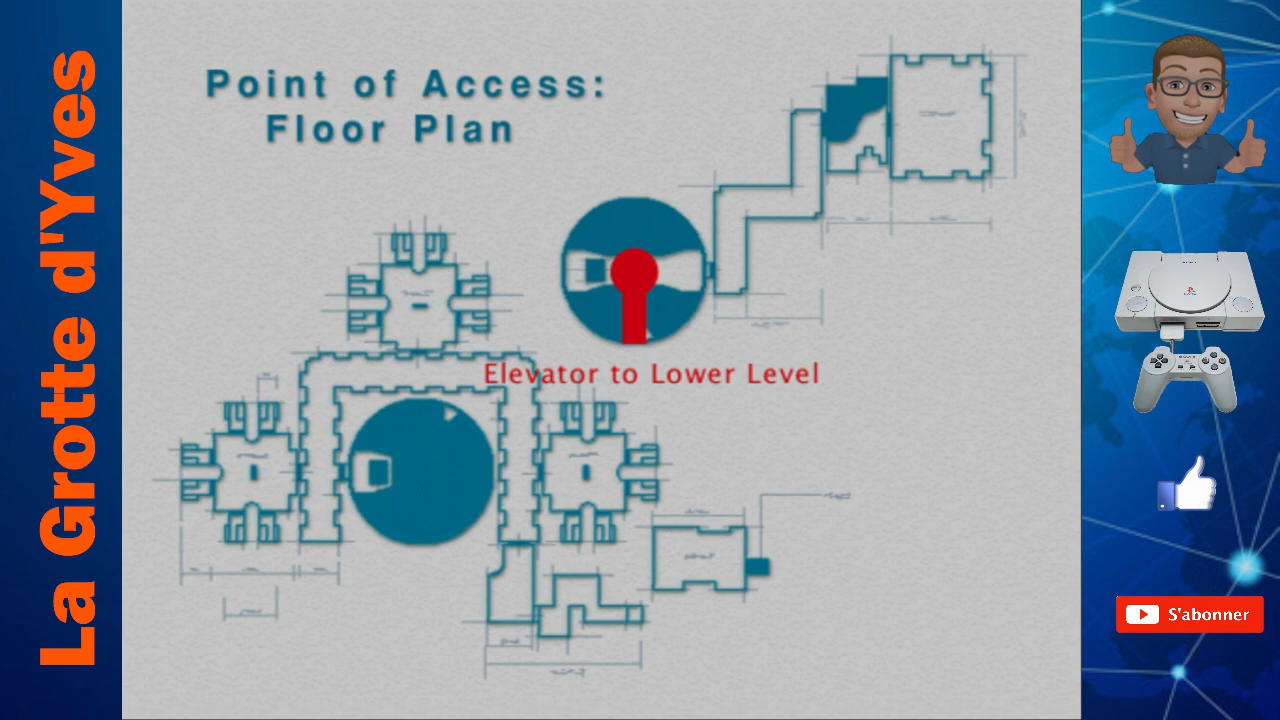 La Grotte d'Yves
Point of Access:
Floor Plan
Elevator to Lower Level
S'abonner